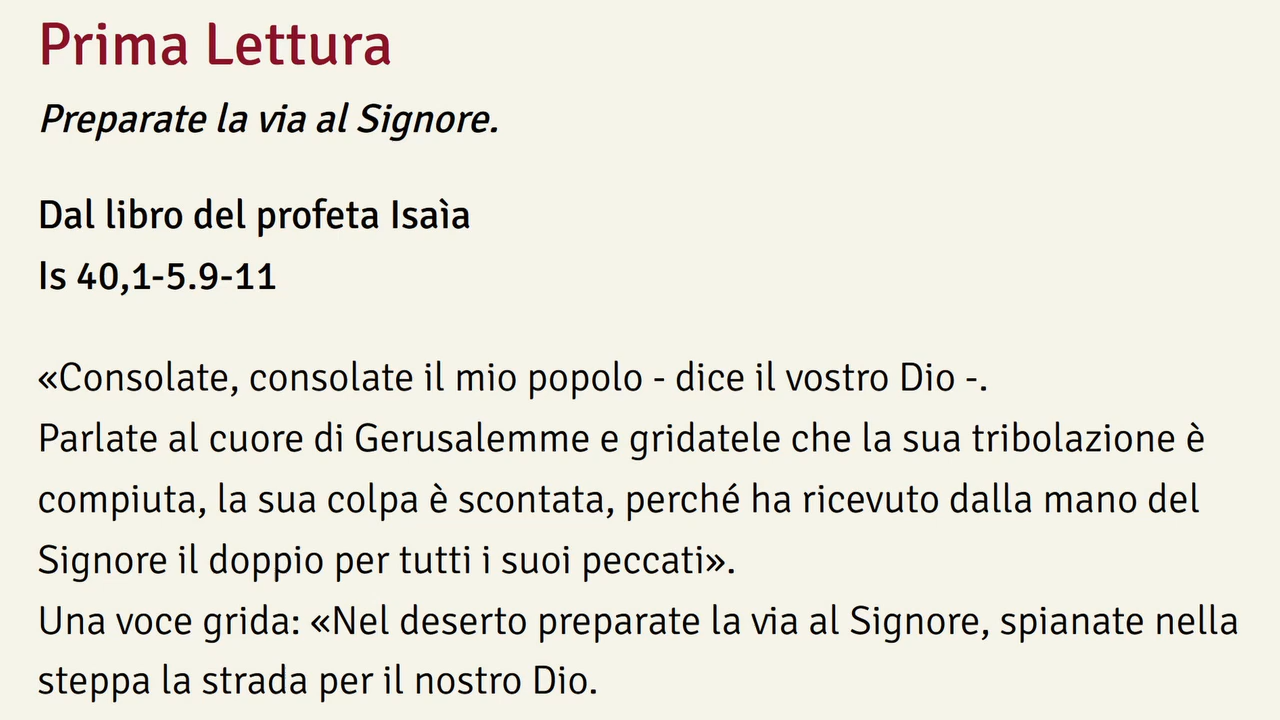 Prima Lettura
Preparate la via al Signore.
Dal libro del profeta Isaìa
Is 40,1-5.9-11
«Consolate, consolate il mio popolo - dice il vostro Dio -.
Parlate al cuore di Gerusalemme e gridatele che la sua tribolazione è
compiuta, la sua colpa è scontata, perché ha ricevuto dalla mano del
Signore il doppio per tutti i suoi peccati».
Una voce grida: «Nel deserto preparate la via al Signore, spianate nella
steppa la strada per il nostro Dio.